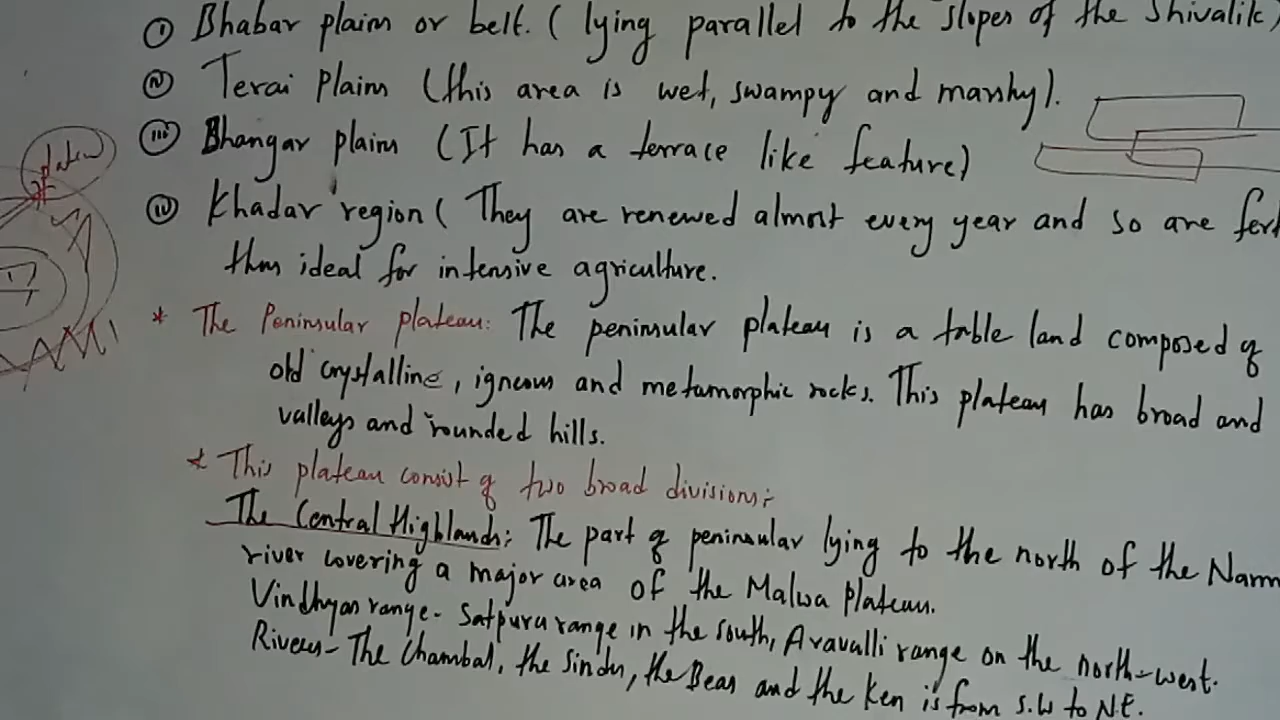 (i) Bhabar plain or belt. ( lying parallel to the slopes of the Shivalik)
Terai plain (this area is wet, swampy and marshy).
(iii) Bhangar plain (It has a terrace like feature)
(iv) Khadar region ( They are renewed almost every year and so are fert
thus ideal for intensive agriculture.
* The Peninsular plateau: The peninsular plateau is a table land composed of
old crystalline, igneous and metamorphic rocks. This plateau has broad and
valleys and rounded hills.
* This plateau consist of two broad divisions:
The Central Highlands: The part of peninsular lying to the north of the Narm
river covering a major area of the Malwa plateau.
Vindhyan range - Satpura range in the south, Aravalli range on the north-west.
Rivers - The Chambal, the Sindu, the Beas and the Ken is from S.W to N.E.